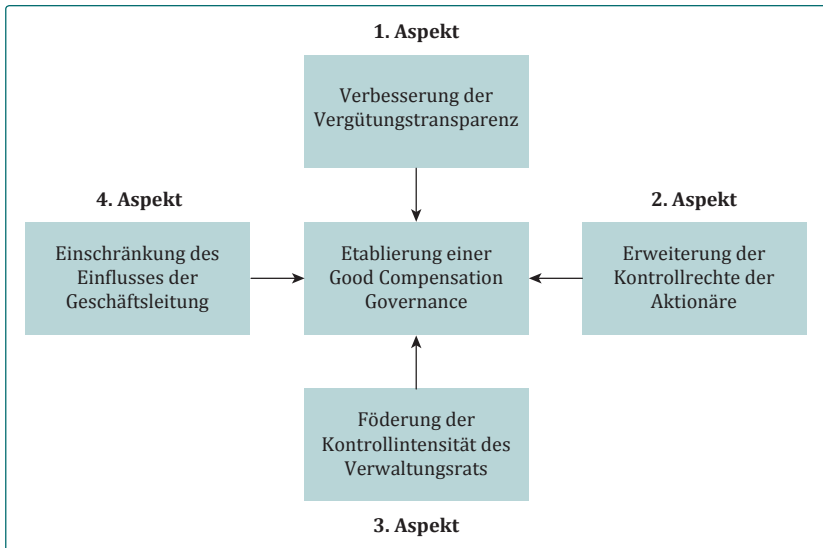 1. Aspekt
Verbesserung der
Vergütungstransparenz
4. Aspekt
Einschränkung des
Einflusses der
Geschäftsleitung
Etablierung einer
Good Compensation
Governance
2. Aspekt
Erweiterung der
Kontrollrechte der
Aktionäre
Föderung der
Kontrollintensität des
Verwaltungsrats
3. Aspekt